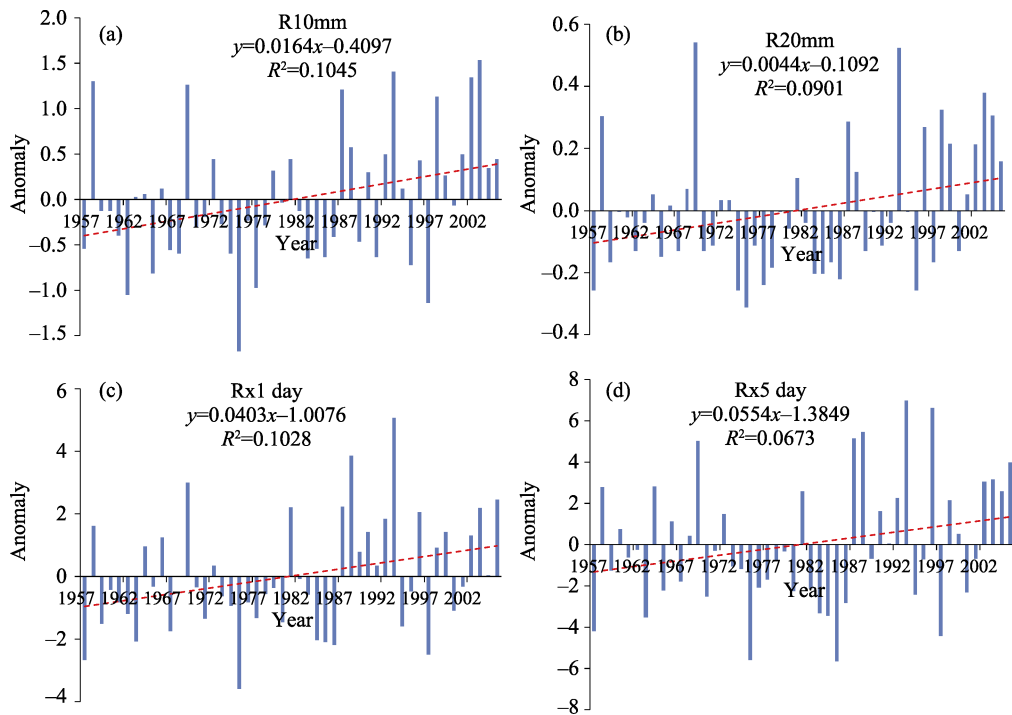 (a)
R10mm
y=0.0164x–0.4097
R²=0.1045
Anomaly
2.0
1.5
1.0
0.5
0.0
–0.5
–1.0
–1.5
1957 1962 1967 1972 1977 1982 1987 1992 1997 2002
Year
(b)
R20mm
y=0.0044x–0.1092
R²=0.0901
Anomaly
0.6
0.4
0.2
0.0
–0.2
–0.4
1957 1962 1967 1972 1977 1982 1987 1992 1997 2002
Year
(c)
Rx1 day
y=0.0403x–1.0076
R²=0.1028
Anomaly
6
4
2
0
–2
–4
1957 1962 1967 1972 1977 1982 1987 1992 1997 2002
Year
(d)
Rx5 day
y=0.0554x–1.3849
R²=0.0673
Anomaly
8
6
4
2
0
–2
–4
–6
–8
1957 1962 1967 1972 1977 1982 1987 1992 1997 2002
Year